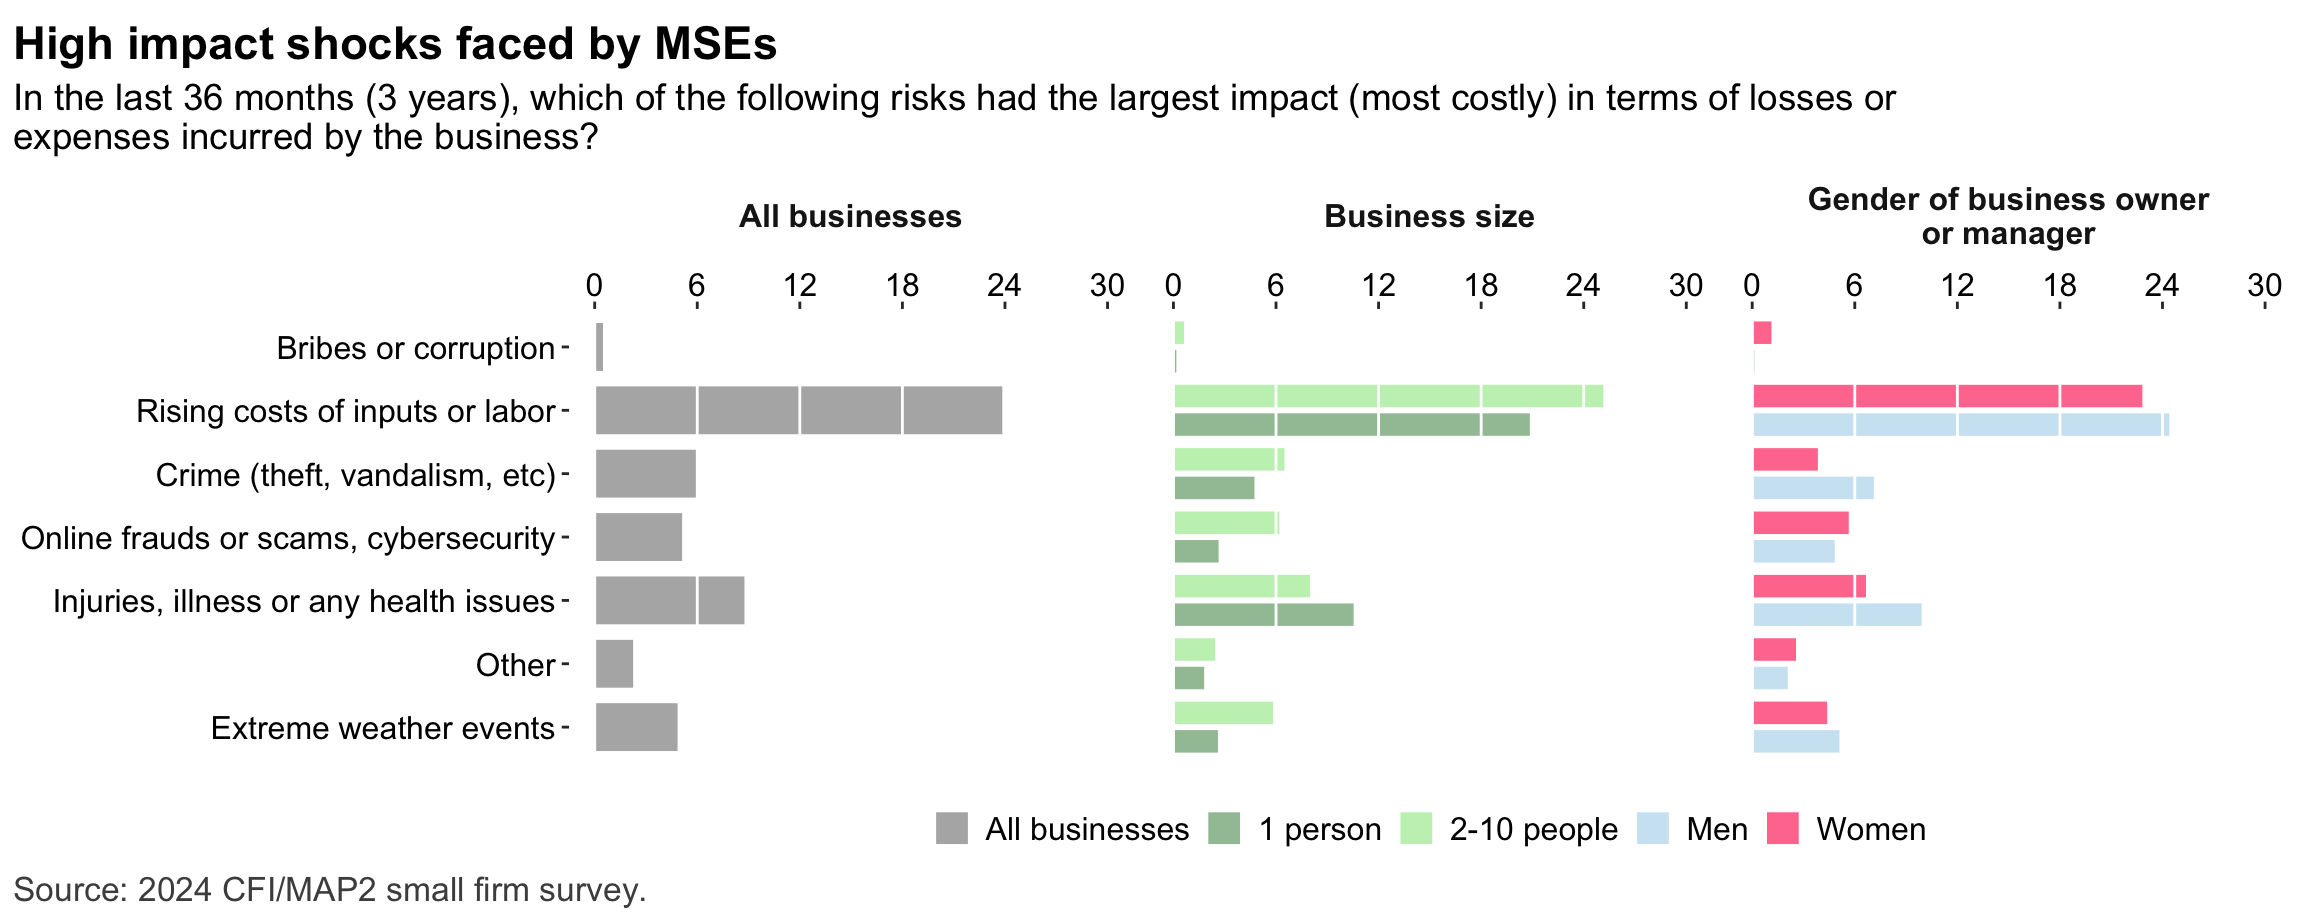 High impact shocks faced by MSEs
In the last 36 months (3 years), which of the following risks had the largest impact (most costly) in terms of losses or
expenses incurred by the business?
All businesses
Business size
Gender of business owner
or manager
0 6 12 18 24 30
0 6 12 18 24 30
0 6 12 18 24 30
Bribes or corruption
Rising costs of inputs or labor
Crime (theft, vandalism, etc)
Online frauds or scams, cybersecurity
Injuries, illness or any health issues
Other
Extreme weather events
All businesses 1 person 2-10 people Men Women
Source: 2024 CFI/MAP2 small firm survey.